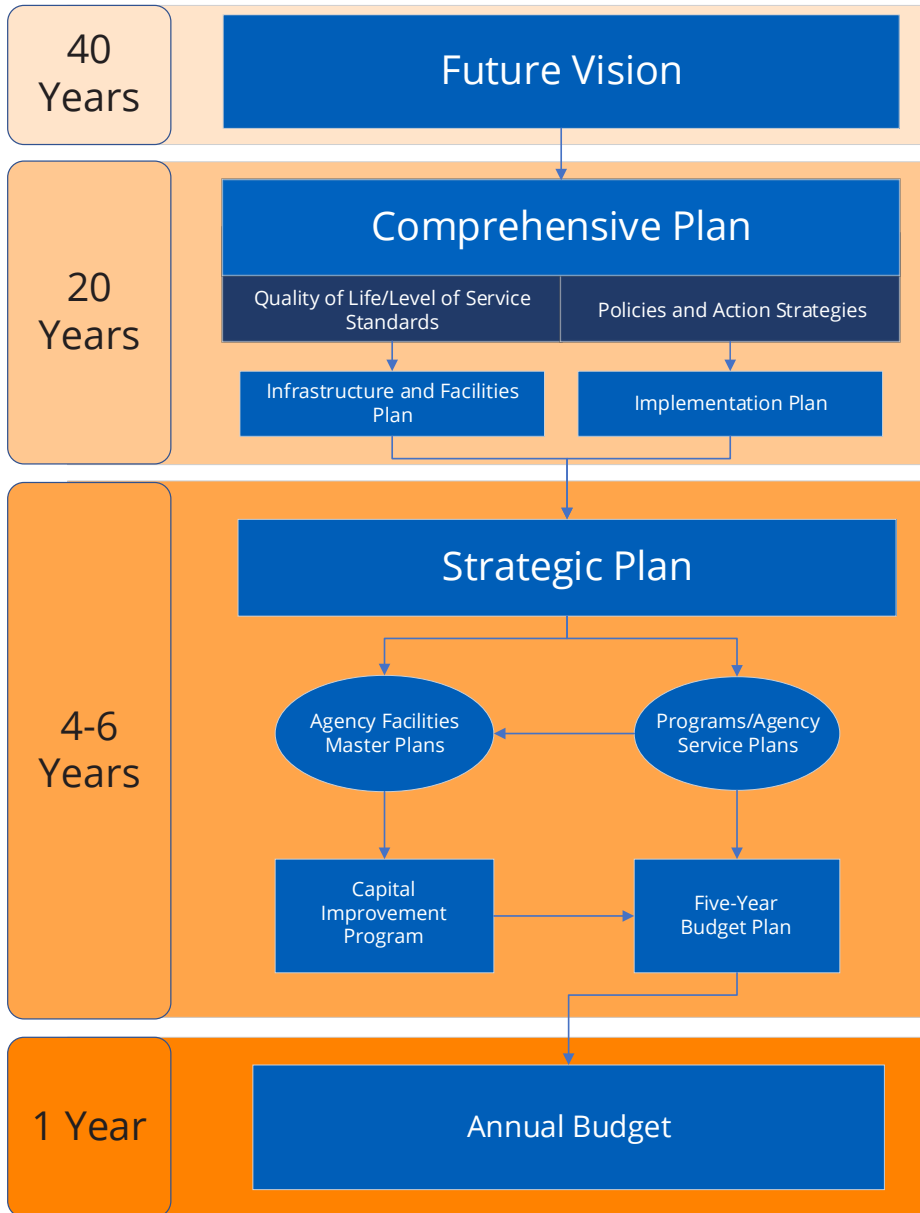 40
Years
Future Vision
20
Years
Comprehensive Plan
Quality of Life/Level of Service
Standards
Policies and Action Strategies
Infrastructure and Facilities
Plan
Implementation Plan
4-6
Years
Strategic Plan
Agency Facilities
Master Plans
Programs/Agency
Service Plans
Capital
Improvement
Program
Five-Year
Budget Plan
1 Year
Annual Budget